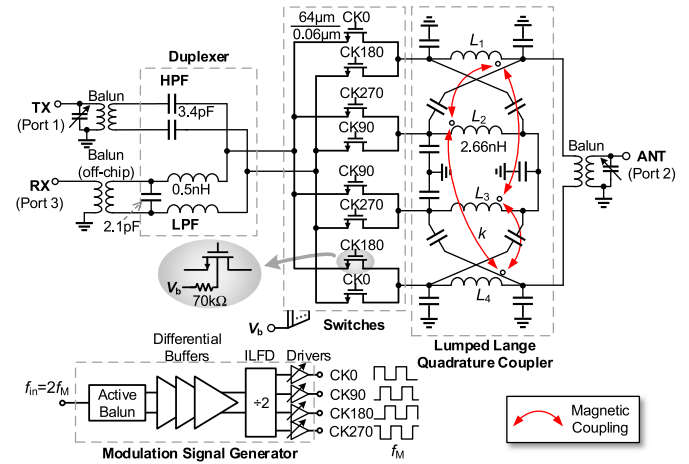 64μm
0.06μm
CK0
CK180
CK270
CK90
CK90
CK270
CK180
CK0
Switches
Duplexer
HPF
3.4pF
Balun
TX
(Port 1)
Balun
(off-chip)
RX
(Port 3)
2.1pF
0.5nH
LPF
Vb
70kΩ
Vb
L1
L2
2.66nH
L3
k
L4
Lumped Lange
Quadrature Coupler
Balun
ANT
(Port 2)
Differential
Buffers
ILFD
Drivers
fin=2fM
Active
Balun
÷2
CK0
CK90
CK180
CK270
fM
Modulation Signal Generator
Magnetic
Coupling